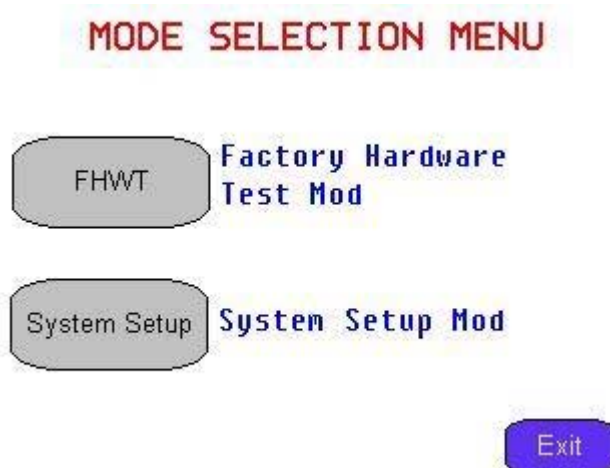 MODE SELECTION MENU
FHWT
Factory Hardware
Test Mod
System Setup
System Setup Mod
Exit